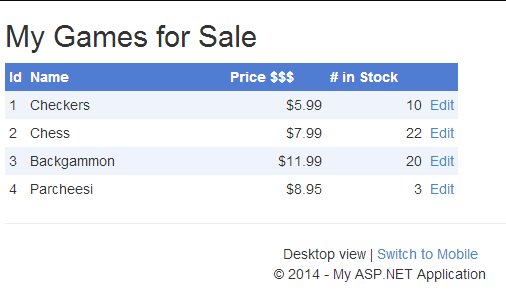 My Games for Sale
Id Name Price $$$ # in Stock
1 Checkers $5.99 10 Edit
2 Chess $7.99 22 Edit
3 Backgammon $11.99 20 Edit
4 Parcheesi $8.95 3 Edit
Desktop view | Switch to Mobile
© 2014 - My ASP.NET Application